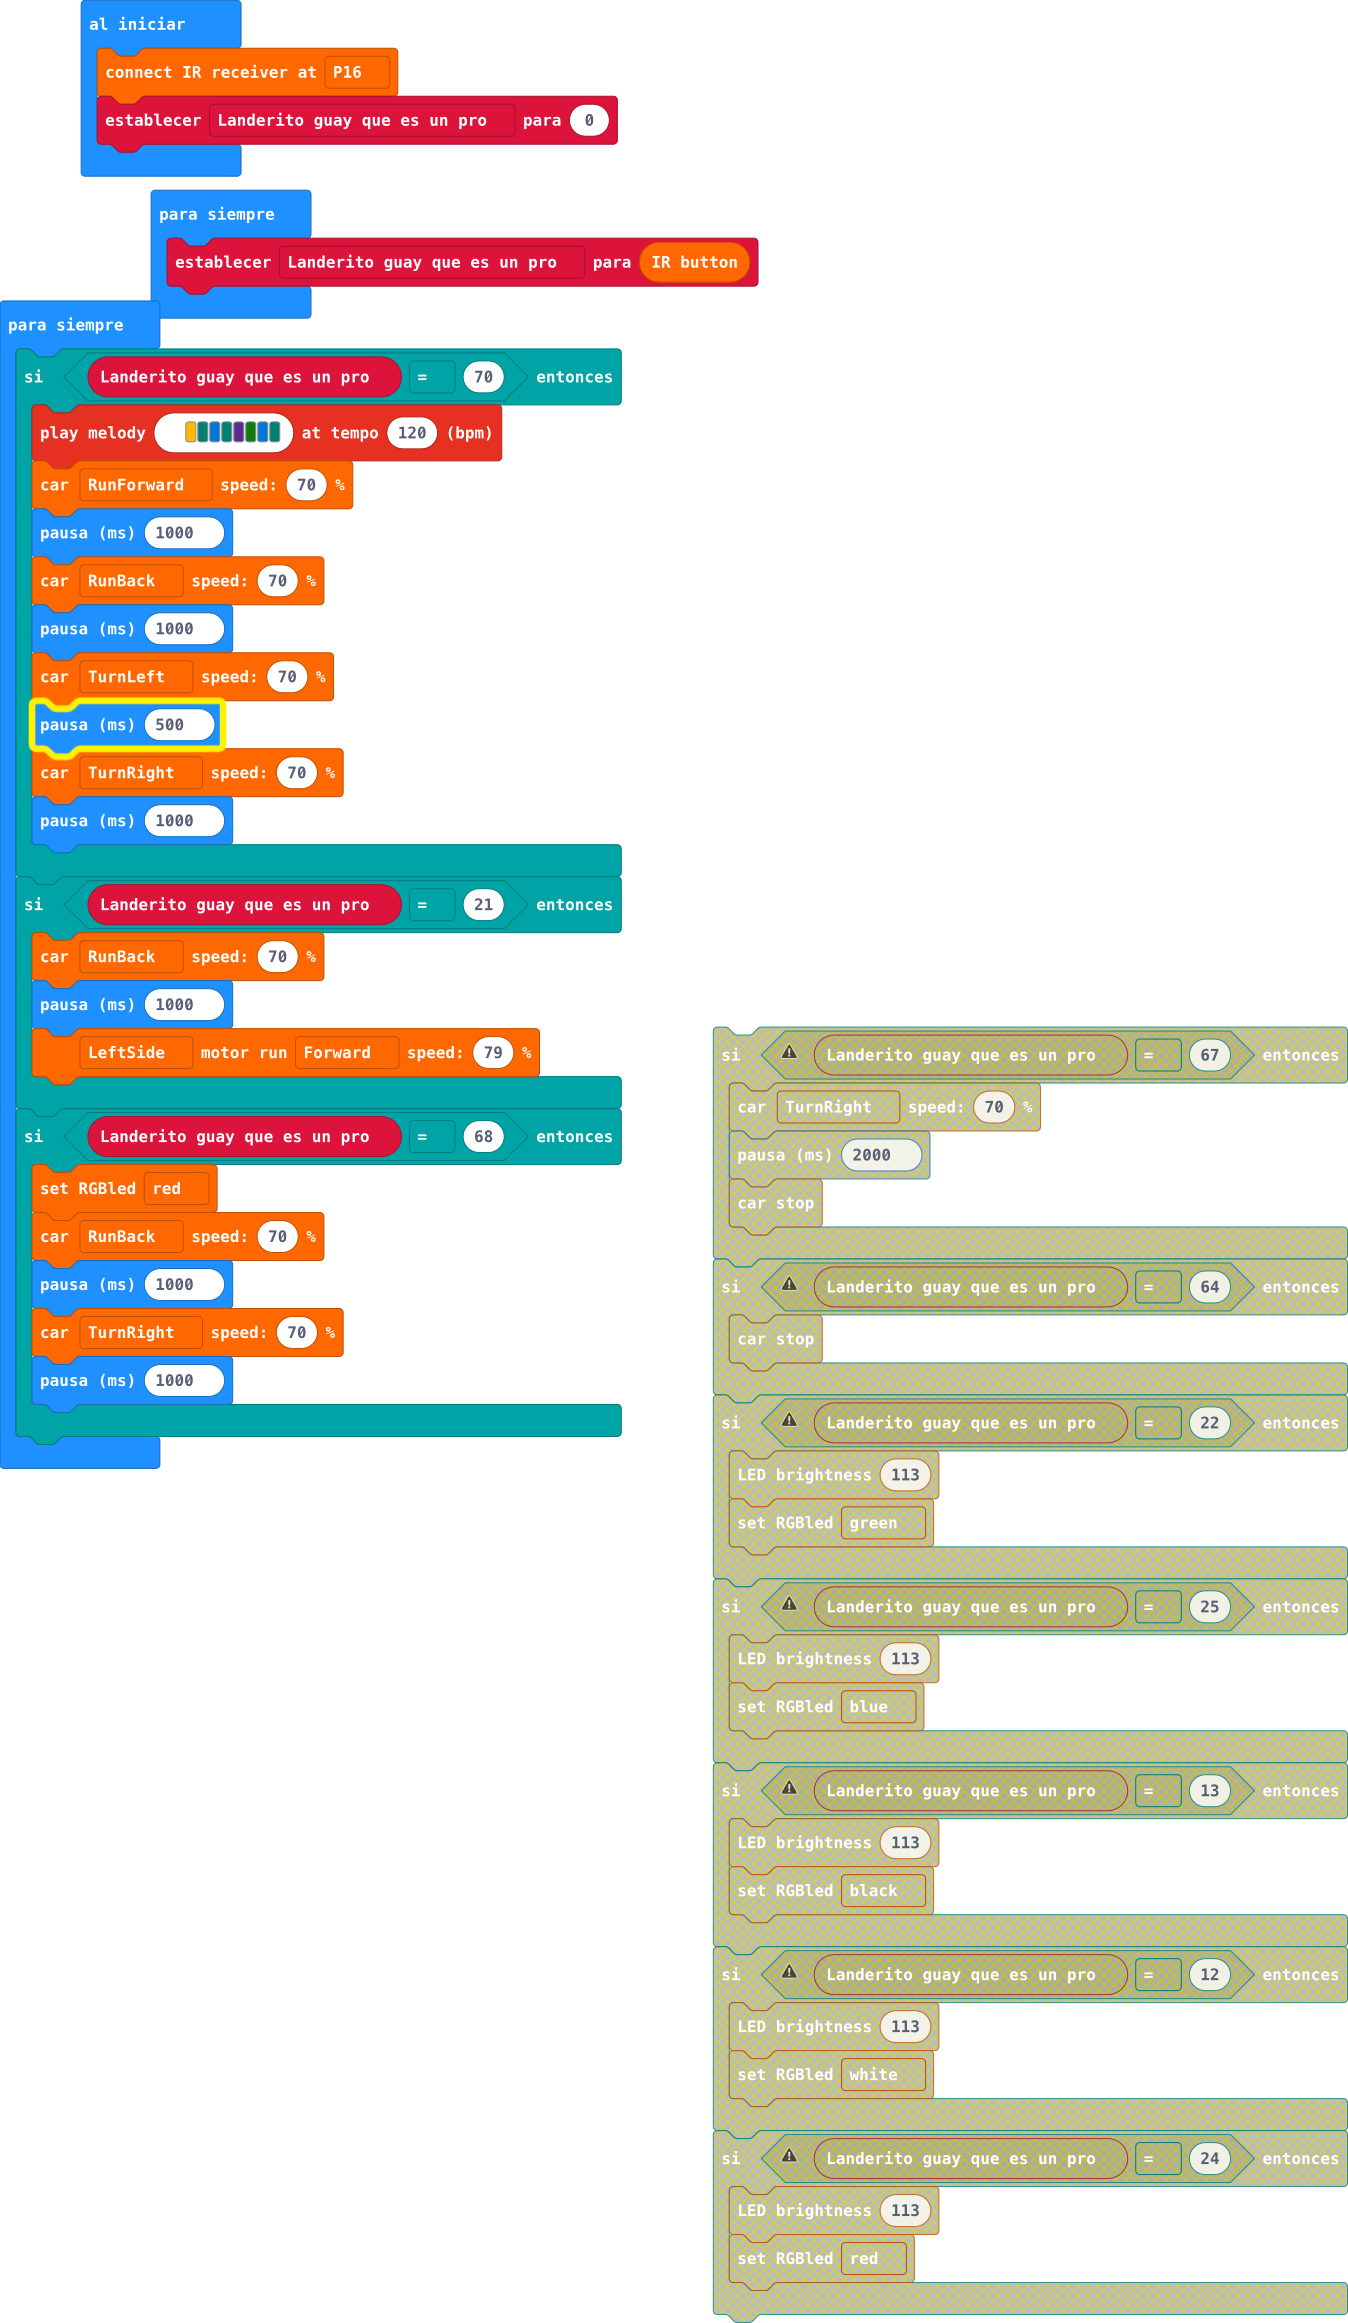 al iniciar
connect IR receiver at P16
establecer Landerito guay que es un pro para 0
para siempre
establecer Landerito guay que es un pro para IR button
para siempre
si Landerito guay que es un pro = 70 entonces
play melody at tempo 120 (bpm)
car RunForward speed: 70 %
pausa (ms) 1000
car RunBack speed: 70 %
pausa (ms) 1000
car TurnLeft speed: 70 %
pausa (ms) 500
car TurnRight speed: 70 %
pausa (ms) 1000
si Landerito guay que es un pro = 21 entonces
car RunBack speed: 70 %
pausa (ms) 1000
LeftSide motor run Forward speed: 79 %
si Landerito guay que es un pro = 68 entonces
set RGBled red
car RunBack speed: 70 %
pausa (ms) 1000
car TurnRight speed: 70 %
pausa (ms) 1000
si Landerito guay que es un pro = 67 entonces
car TurnRight speed: 70 %
pausa (ms) 2000
car stop
si Landerito guay que es un pro = 64 entonces
car stop
si Landerito guay que es un pro = 22 entonces
LED brightness 113
set RGBled green
si Landerito guay que es un pro = 25 entonces
LED brightness 113
set RGBled blue
si Landerito guay que es un pro = 13 entonces
LED brightness 113
set RGBled black
si Landerito guay que es un pro = 12 entonces
LED brightness 113
set RGBled white
si Landerito guay que es un pro = 24 entonces
LED brightness 113
set RGBled red